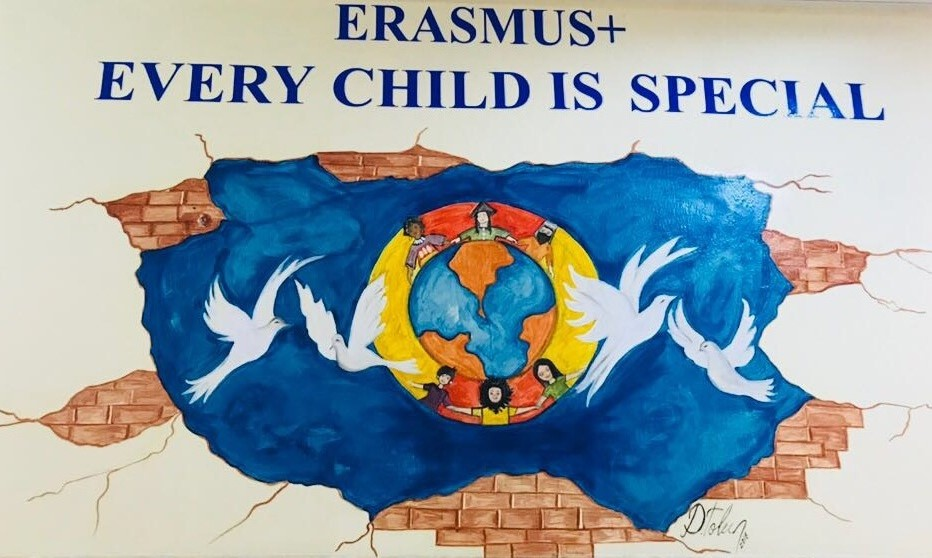 ERASMUS+
EVERY CHILD IS SPECIAL